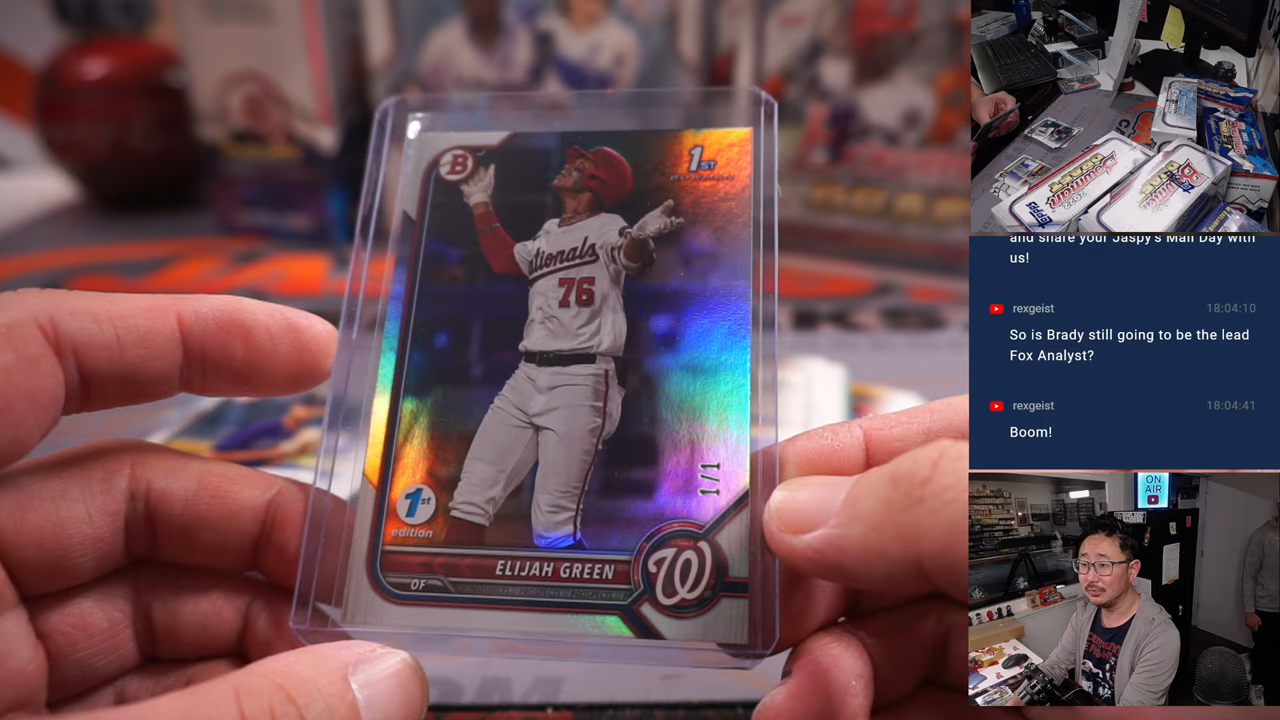 B
1ST
BOWMAN
ationals
76
1/1
1st
edition
ELIJAH GREEN
OF
W
and share your Jaspy's Mail Day with
us!
rexgeist 18:04:10
So is Brady still going to be the lead
Fox Analyst?
rexgeist 18:04:41
Boom!
ON
AIR